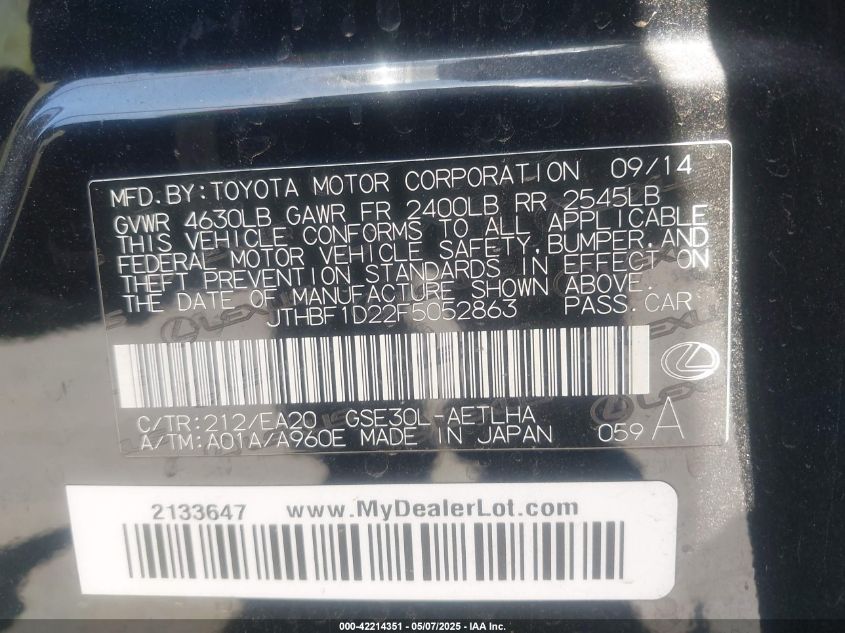 MFD.BY:TOYOTA MOTOR CORPORATION 09/14
GVWR 4630LB GAWR FR 2400LB RR 2545LB
THIS VEHICLE CONFORMS TO ALL APPLICABLE
FEDERAL MOTOR VEHICLE SAFETY,BUMPER,AND
THEFT PREVENTION STANDARDS IN EFFECT ON
THE DATE OF MANUFACTURE SHOWN ABOVE.
JTHBF1D22F5052863 PASS.CAR
LEXUS LEXUS
C/TR:212/EA20 GSE30L-AETLHA
A/TM:A01A/A960E MADE IN JAPAN 059 A
2133647 www.MyDealerLot.com
000-42214351 - 05/07/2025 - IAA Inc.